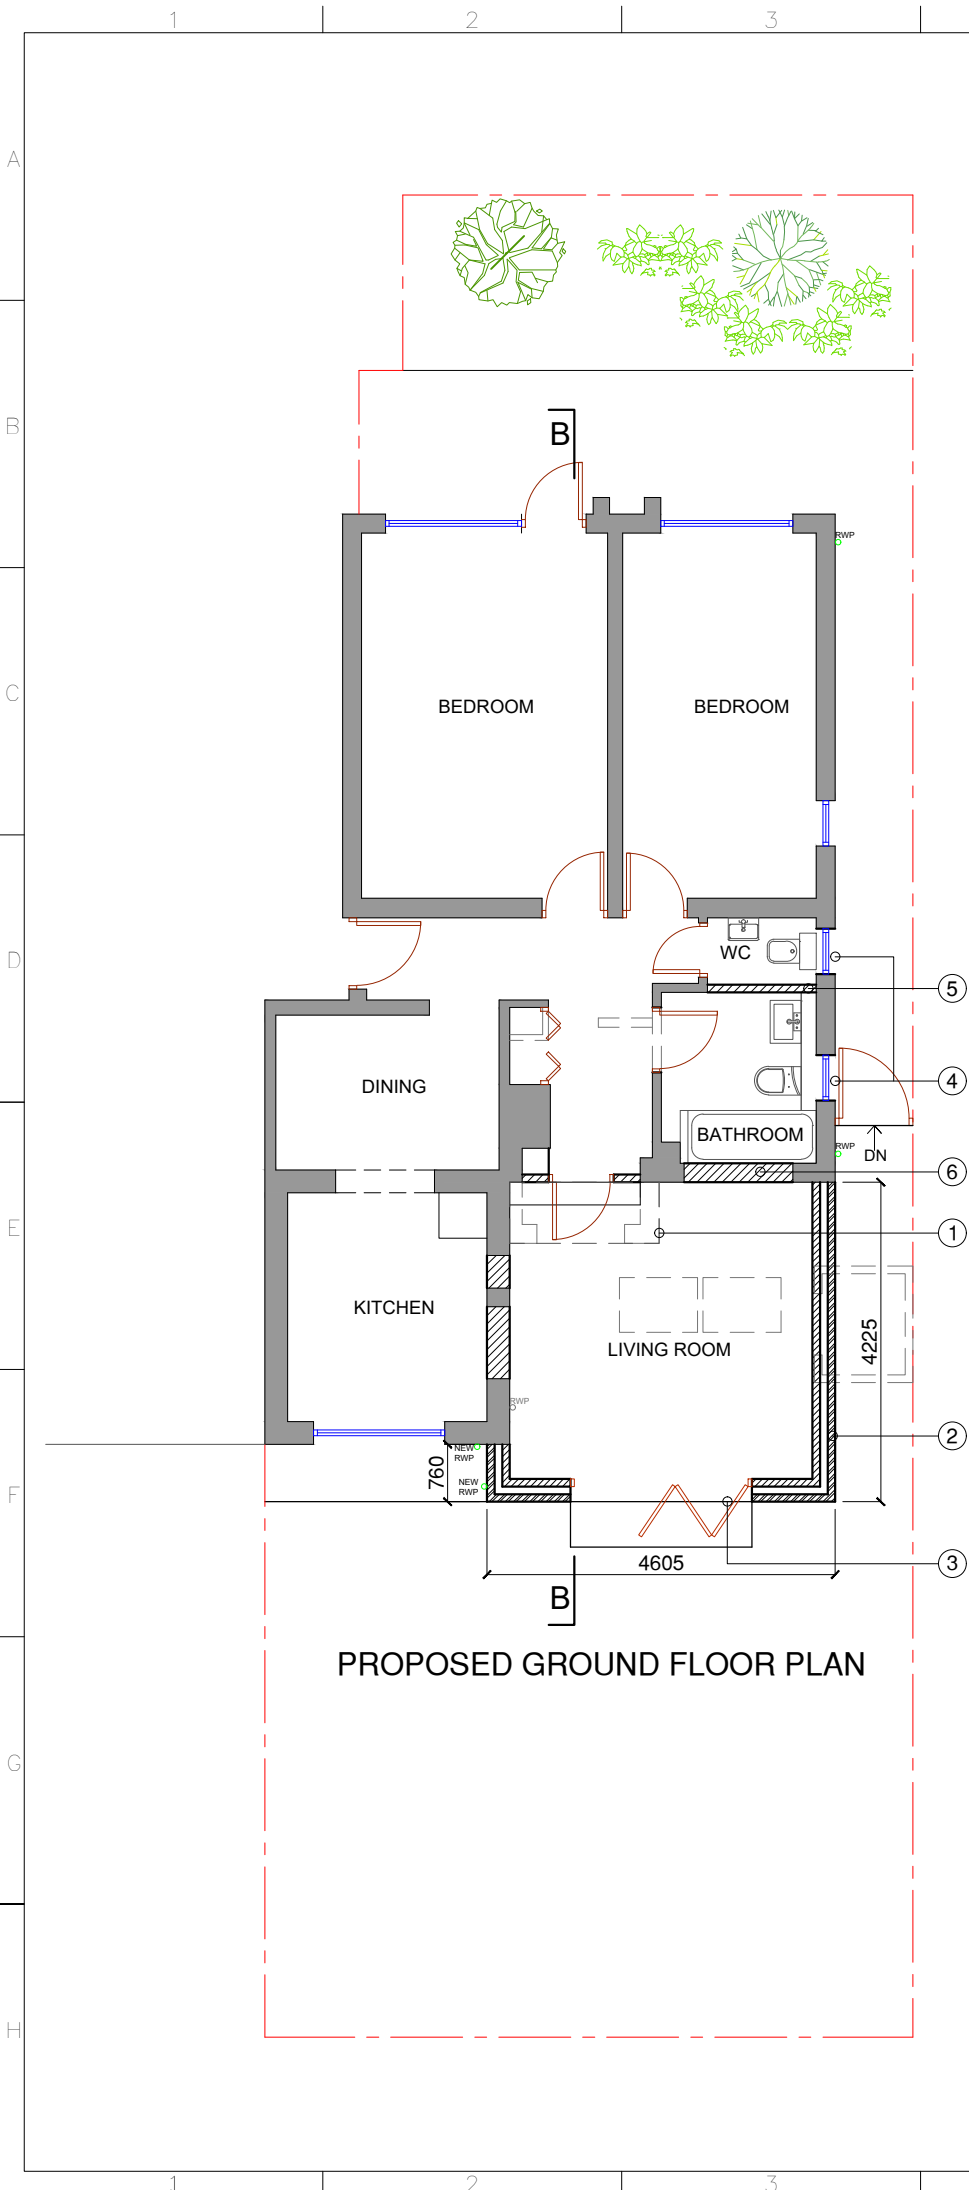 1 2 3
A
B
B
RWP
C
BEDROOM BEDROOM
D
WC
5
4
DINING
BATHROOM
RWP
DN
6
E
1
KITCHEN
LIVING ROOM
4225
RWP
2
NEW
RWP
760
NEW
RWP
F
4605
3
B
PROPOSED GROUND FLOOR PLAN
G
H
1 2 3